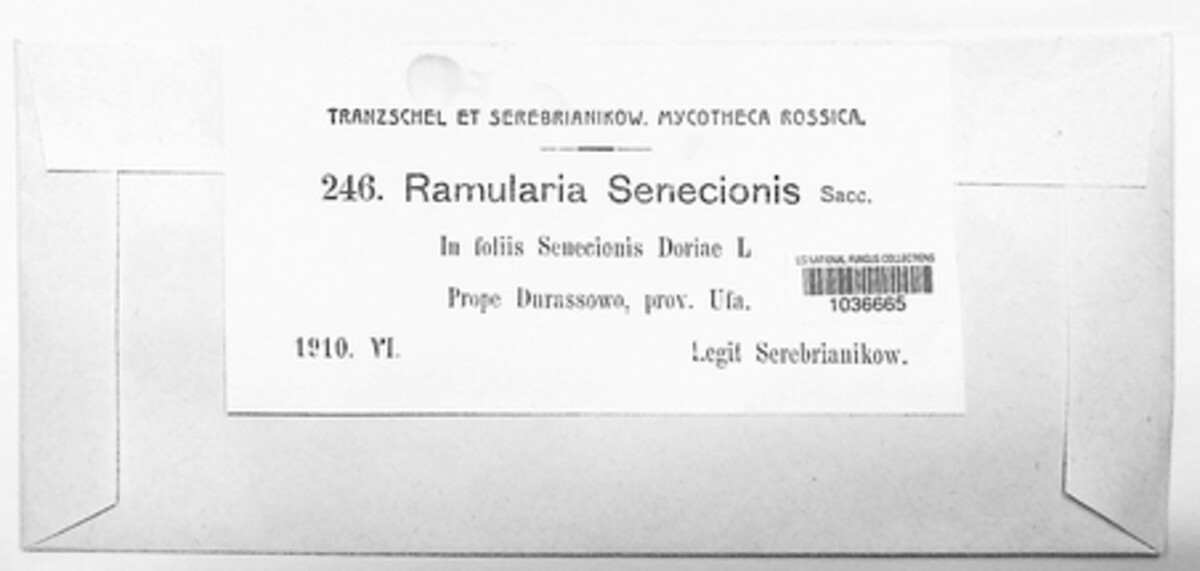 TRANZSCHEL ET SEREBRIANIKOW. MYCOTHECA ROSSICA.
246. Ramularia Senecionis Sacc.
In foliis Senecionis Doriae L
US NATIONAL FUNGUS COLLECTIONS
1036665
Prope Durassowo, prov. Ufa.
1910. VI.
Legit Serebrianikow.